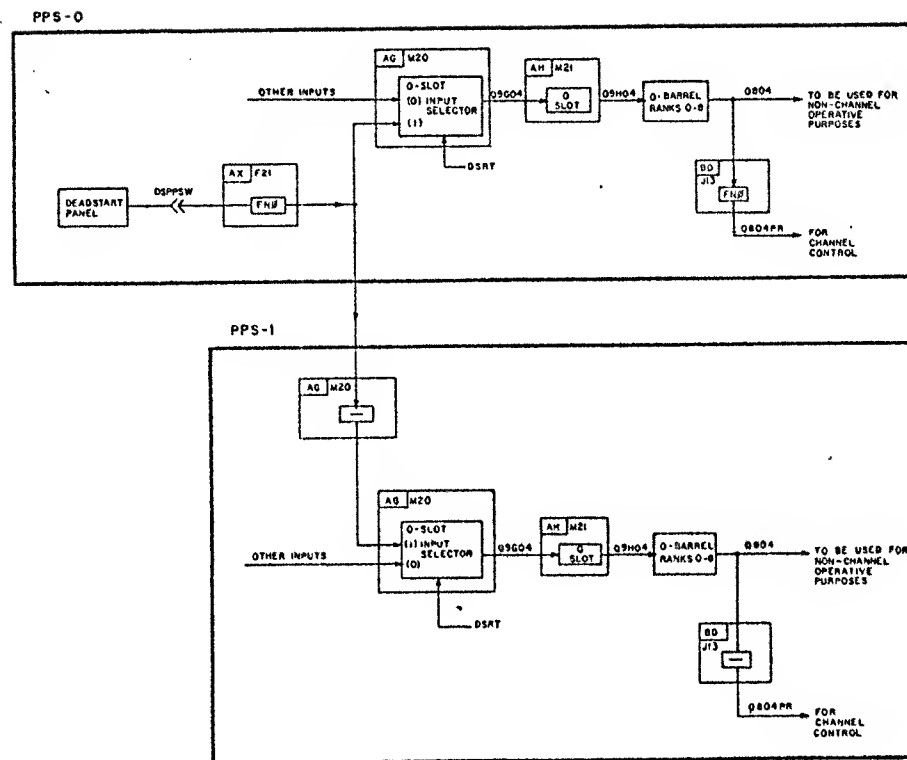 PPS-0
AG M20
O-SLOT
(0) INPUT
SELECTOR
(1)
OTHER INPUTS
Q9G04
AH M21
Q
SLOT
Q9H04
Q-BARREL
RANKS 0-8
Q804
TO BE USED FOR
NON-CHANNEL
OPERATIVE
PURPOSES
DSRT
DEADSTART
PANEL
DSPPSW
AX F21
FNØ
BD
J13
FNØ
Q804PR
FOR
CHANNEL
CONTROL
PPS-1
AG M20
AG M20
O-SLOT
(1) INPUT
SELECTOR
(0)
OTHER INPUTS
Q9G04
AH M21
Q
SLOT
Q9H04
Q-BARREL
RANKS 0-8
Q804
TO BE USED FOR
NON-CHANNEL
OPERATIVE
PURPOSES
DSRT
BD
J13
Q804PR
FOR
CHANNEL
CONTROL